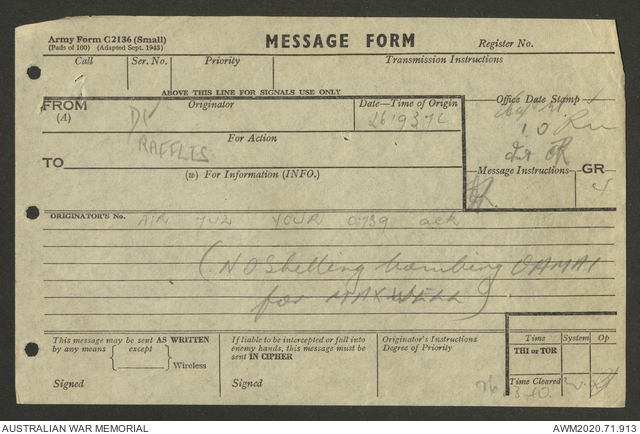 Army Form C2136 (Small)
(Pads of 100) (Adapted Sept. 1943)
MESSAGE FORM
Register No.
Call Ser. No. Priority Transmission Instructions
ABOVE THIS LINE FOR SIGNALS USE ONLY
FROM
(A)
Originator
Date—Time of Origin
Office Date Stamp
261937L
For Action
RAFFLES
TO
(w) For Information (INFO.)
Message Instructions
GR
4
ORIGINATOR'S No.
AIR 742 YOUR 0739 ack
(NO Shelling bombing OAMAI
for MAXWELL)
This message may be sent AS WRITTEN
by any means except
Wireless
Signed
If liable to be intercepted or fall into
enemy hands, this message must be
sent IN CIPHER
Signed
Originator's Instructions
Degree of Priority
Time System Op
THI or TOR
Time Cleared
AUSTRALIAN WAR MEMORIAL
AWM2020.71.913